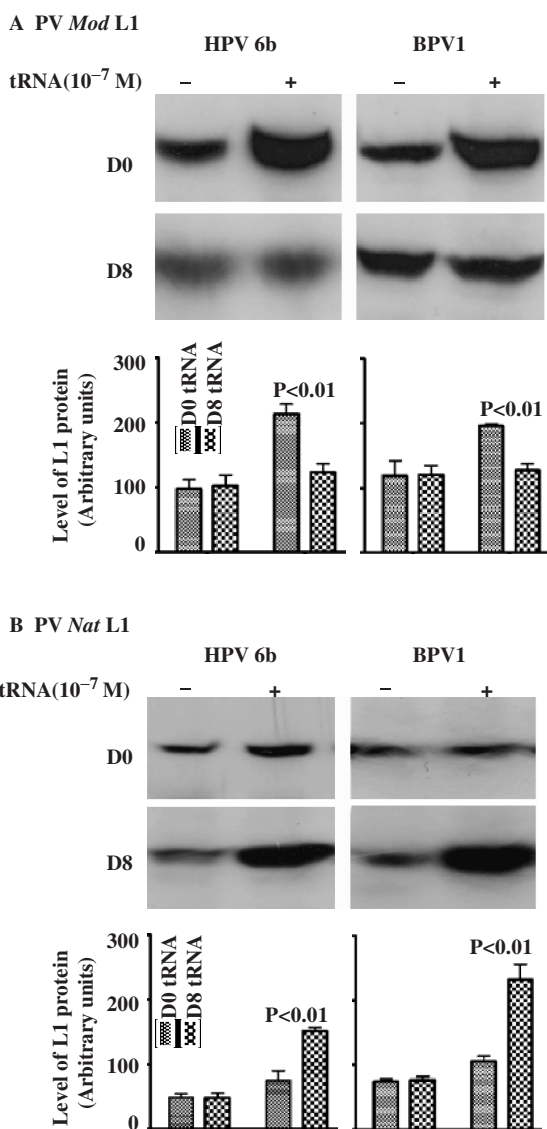 A PV Mod L1
HPV 6b BPV1
tRNA(10⁻⁷ M) − + − +
D0
D8
Level of L1 protein
(Arbitrary units)
300
200
100
0
D0 tRNA
D8 tRNA
P<0.01
P<0.01
B PV Nat L1
HPV 6b BPV1
tRNA(10⁻⁷ M) − + − +
D0
D8
Level of L1 protein
(Arbitrary units)
300
200
100
0
D0 tRNA
D8 tRNA
P<0.01
P<0.01